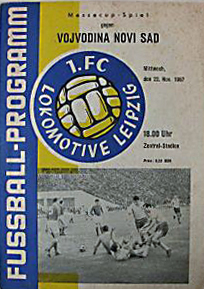 Messecup-Spiel
gegen
VOJVODINA NOVI SAD
Mittwoch,
den 22. Nov. 1967
1. FC
LOKOMOTIVE LEIPZIG
18.00 Uhr
Zentral-Stadion
FUSSBALL-PROGRAMM